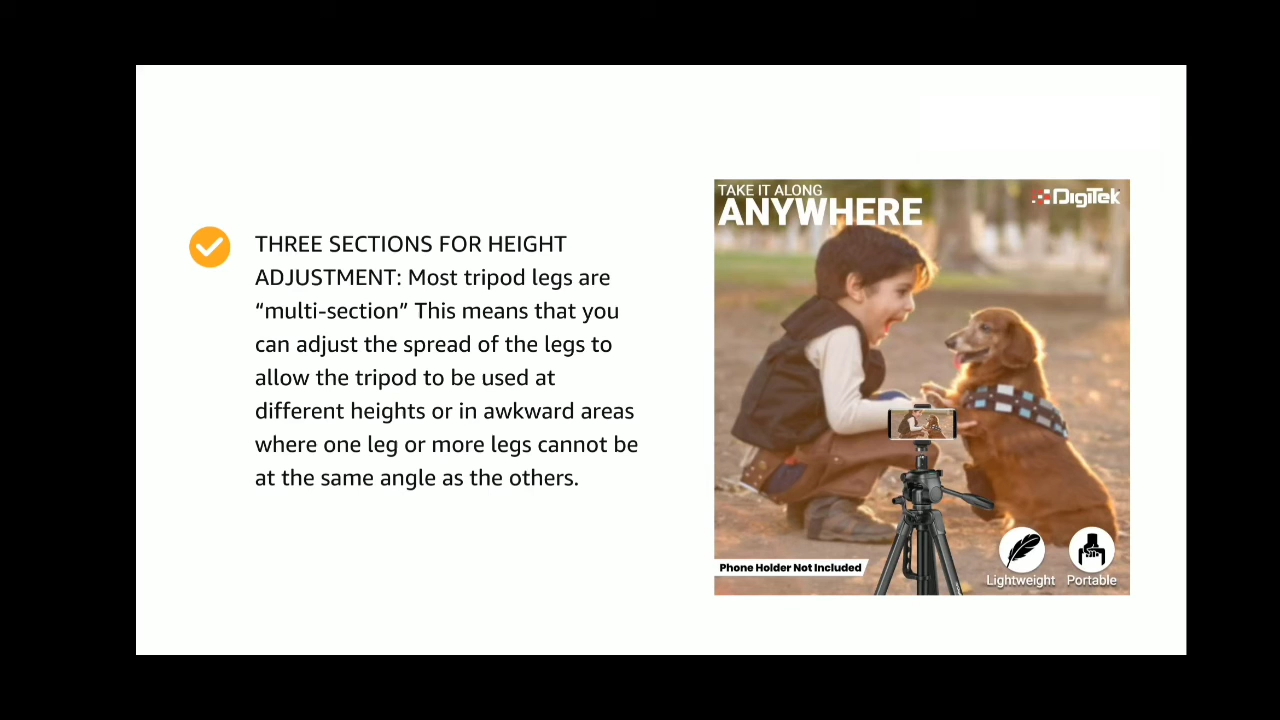 THREE SECTIONS FOR HEIGHT
ADJUSTMENT: Most tripod legs are
“multi-section” This means that you
can adjust the spread of the legs to
allow the tripod to be used at
different heights or in awkward areas
where one leg or more legs cannot be
at the same angle as the others.
TAKE IT ALONG
ANYWHERE
DigiTek
Phone Holder Not Included
Lightweight
Portable